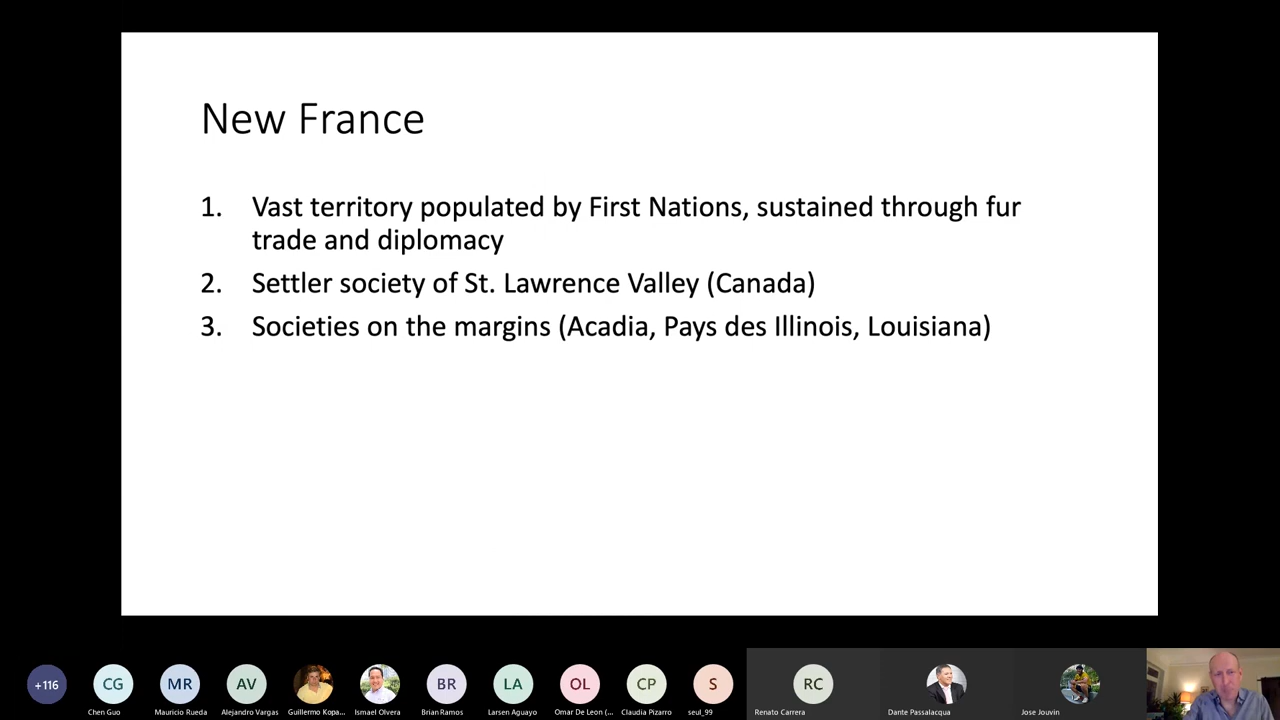 New France
1. Vast territory populated by First Nations, sustained through fur
trade and diplomacy
2. Settler society of St. Lawrence Valley (Canada)
3. Societies on the margins (Acadia, Pays des Illinois, Louisiana)
+116 CG MR AV BR LA OL CP S RC
Chen Guo Mauricio Rueda Alejandro Vargas Guillermo Kopa... Ismael Olvera Brian Ramos Larsen Aguayo Omar De Leon (... Claudia Pizarro seul_99 Renato Carrera Dante Passalacqua Jose Jouvin